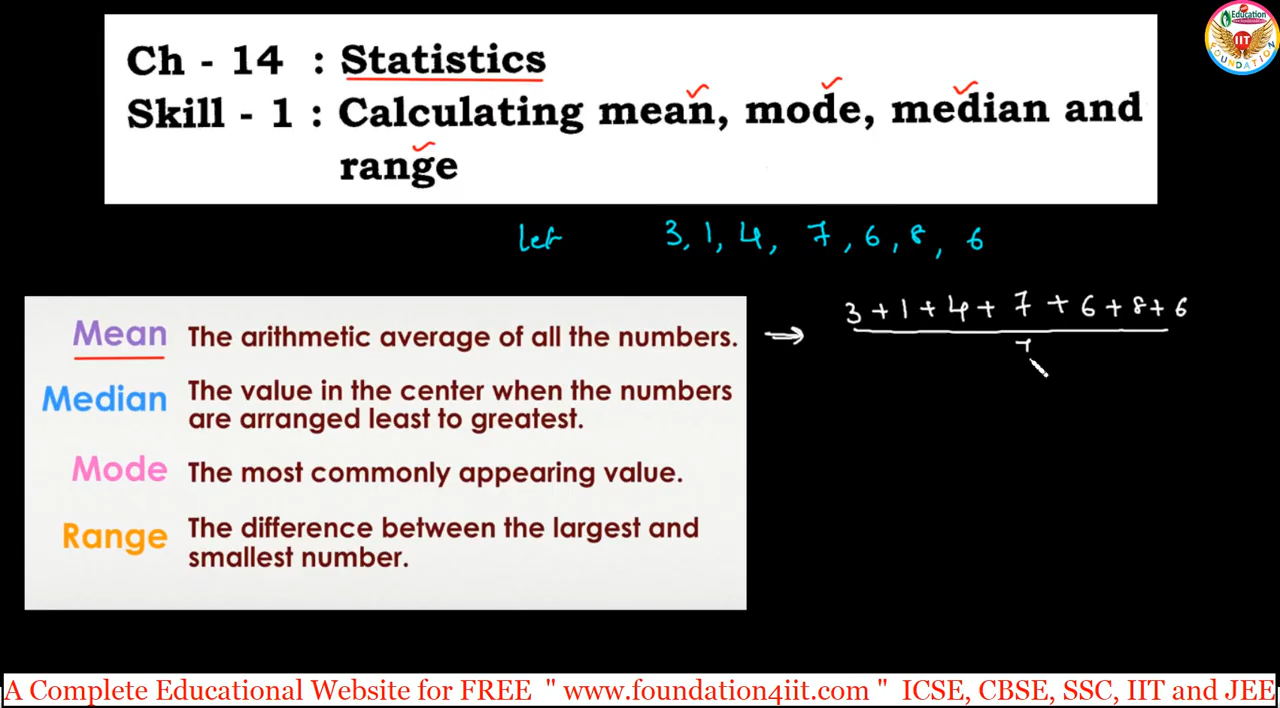 Education
IIT
FOUNDATION
Ch - 14 : Statistics
Skill - 1 : Calculating mean, mode, median and
range
let 3, 1, 4, 7, 6, 8, 6
Mean The arithmetic average of all the numbers.
→ 3 + 1 + 4 + 7 + 6 + 8 + 6
7
Median The value in the center when the numbers
are arranged least to greatest.
Mode The most commonly appearing value.
Range The difference between the largest and
smallest number.
A Complete Educational Website for FREE " www.foundation4iit.com " ICSE, CBSE, SSC, IIT and JEE